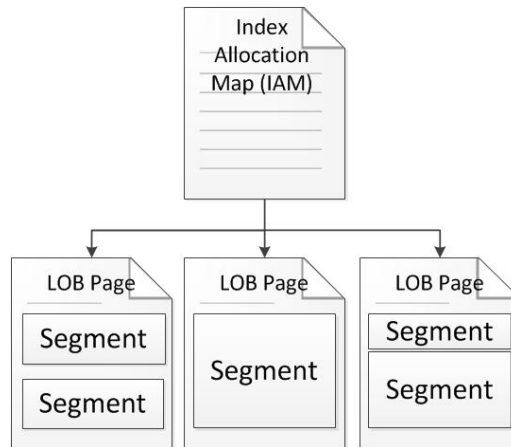 Index
Allocation
Map (IAM)
LOB Page
Segment
Segment
LOB Page
Segment
LOB Page
Segment
Segment